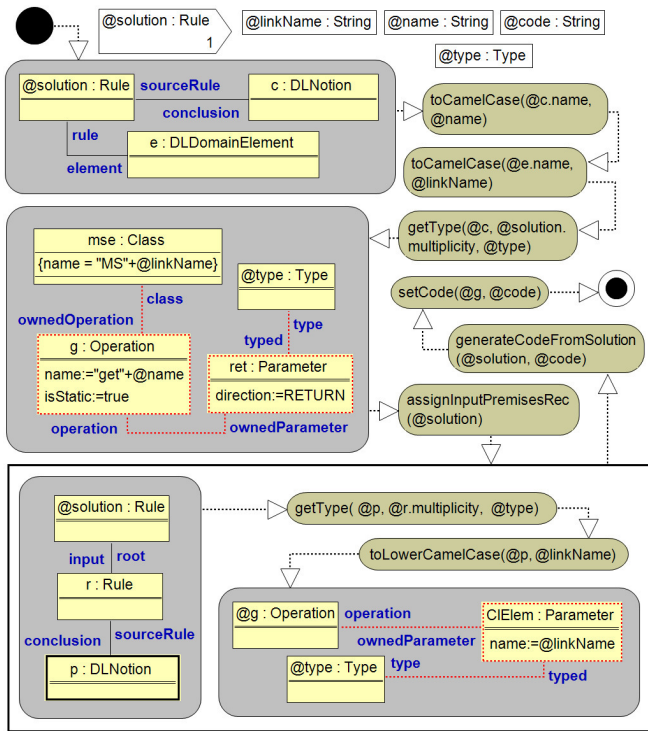 @solution : Rule
1
@linkName : String
@name : String
@code : String
@type : Type
@solution : Rule
sourceRule
c : DLNotion
conclusion
rule
e : DLDomainElement
element
toCamelCase(@c.name,
@name)
toCamelCase(@e.name,
@linkName)
getType(@c, @solution.
multiplicity, @type)
mse : Class
{name = "MS"+@linkName}
class
ownedOperation
@type : Type
type
typed
g : Operation
name:="get"+@name
isStatic:=true
ret : Parameter
direction:=RETURN
operation
ownedParameter
setCode(@g, @code)
generateCodeFromSolution
(@solution, @code)
assignInputPremisesRec
(@solution)
@solution : Rule
input
root
r : Rule
conclusion
sourceRule
p : DLNotion
getType( @p, @r.multiplicity, @type)
toLowerCamelCase(@p, @linkName)
@g : Operation
operation
ownedParameter
CIElem : Parameter
name:=@linkName
@type : Type
type
typed